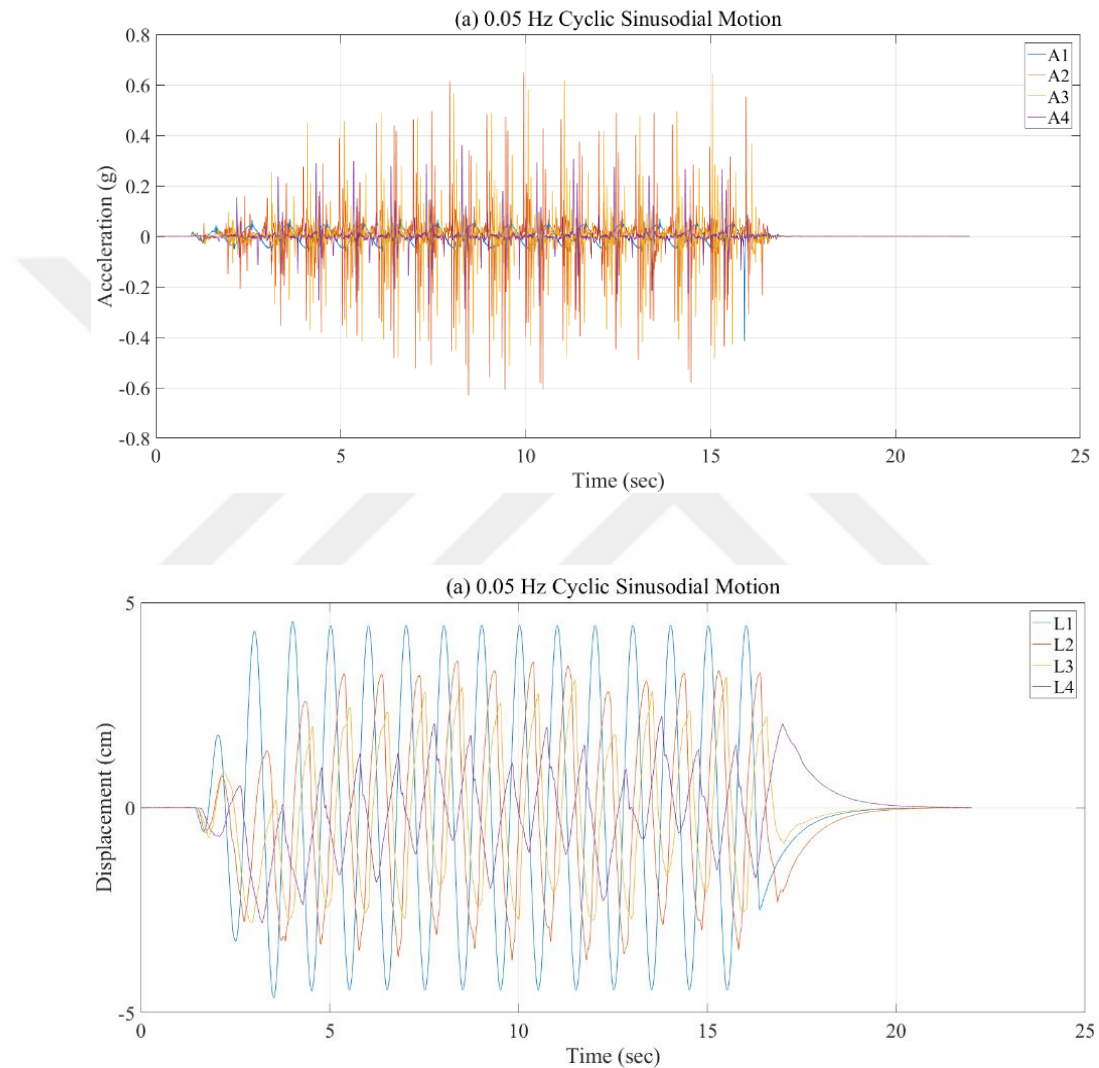 (a) 0.05 Hz Cyclic Sinusodial Motion
0.8
0.6
0.4
0.2
0
-0.2
-0.4
-0.6
-0.8
Acceleration (g)
A1
A2
A3
A4
0 5 10 15 20 25
Time (sec)
(a) 0.05 Hz Cyclic Sinusodial Motion
5
0
-5
Displacement (cm)
L1
L2
L3
L4
0 5 10 15 20 25
Time (sec)